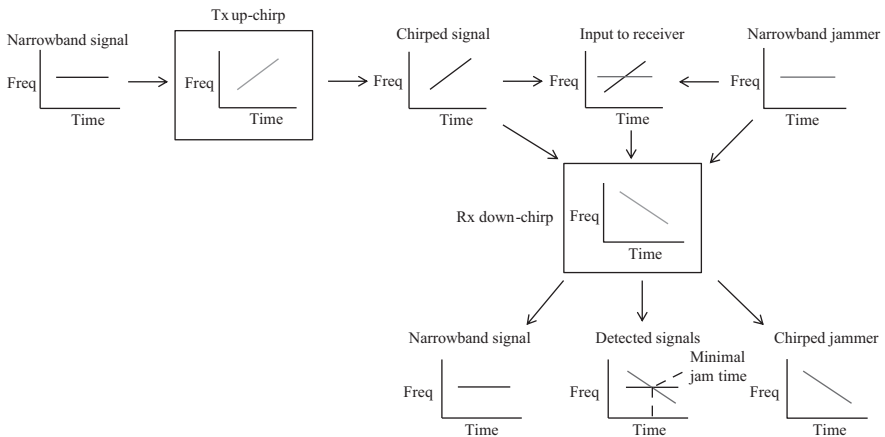 Tx up-chirp
Narrowband signal
Freq
Time
Freq
Time
Chirped signal
Freq
Time
Input to receiver
Freq
Time
Narrowband jammer
Freq
Time
Rx down-chirp
Freq
Time
Narrowband signal
Freq
Time
Detected signals
Minimal
jam time
Freq
Time
Chirped jammer
Freq
Time